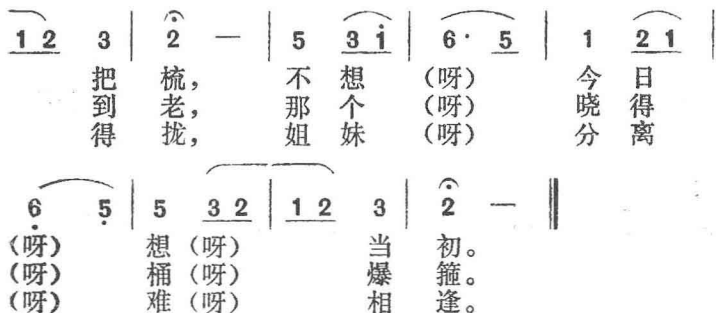 1 2 3 | 2 — | 5 3 i | 6· 5 | 1 2 1 |
把 梳， 不 想 (呀) 今 日
到 老， 那 个 (呀) 晓 得
得 拢， 姐 妹 (呀) 分 离
6 5 | 5 3 2 | 1 2 3 | 2 — ‖
(呀) 想 (呀) 当 初。
(呀) 桶 (呀) 爆 箍。
(呀) 难 (呀) 相 逢。